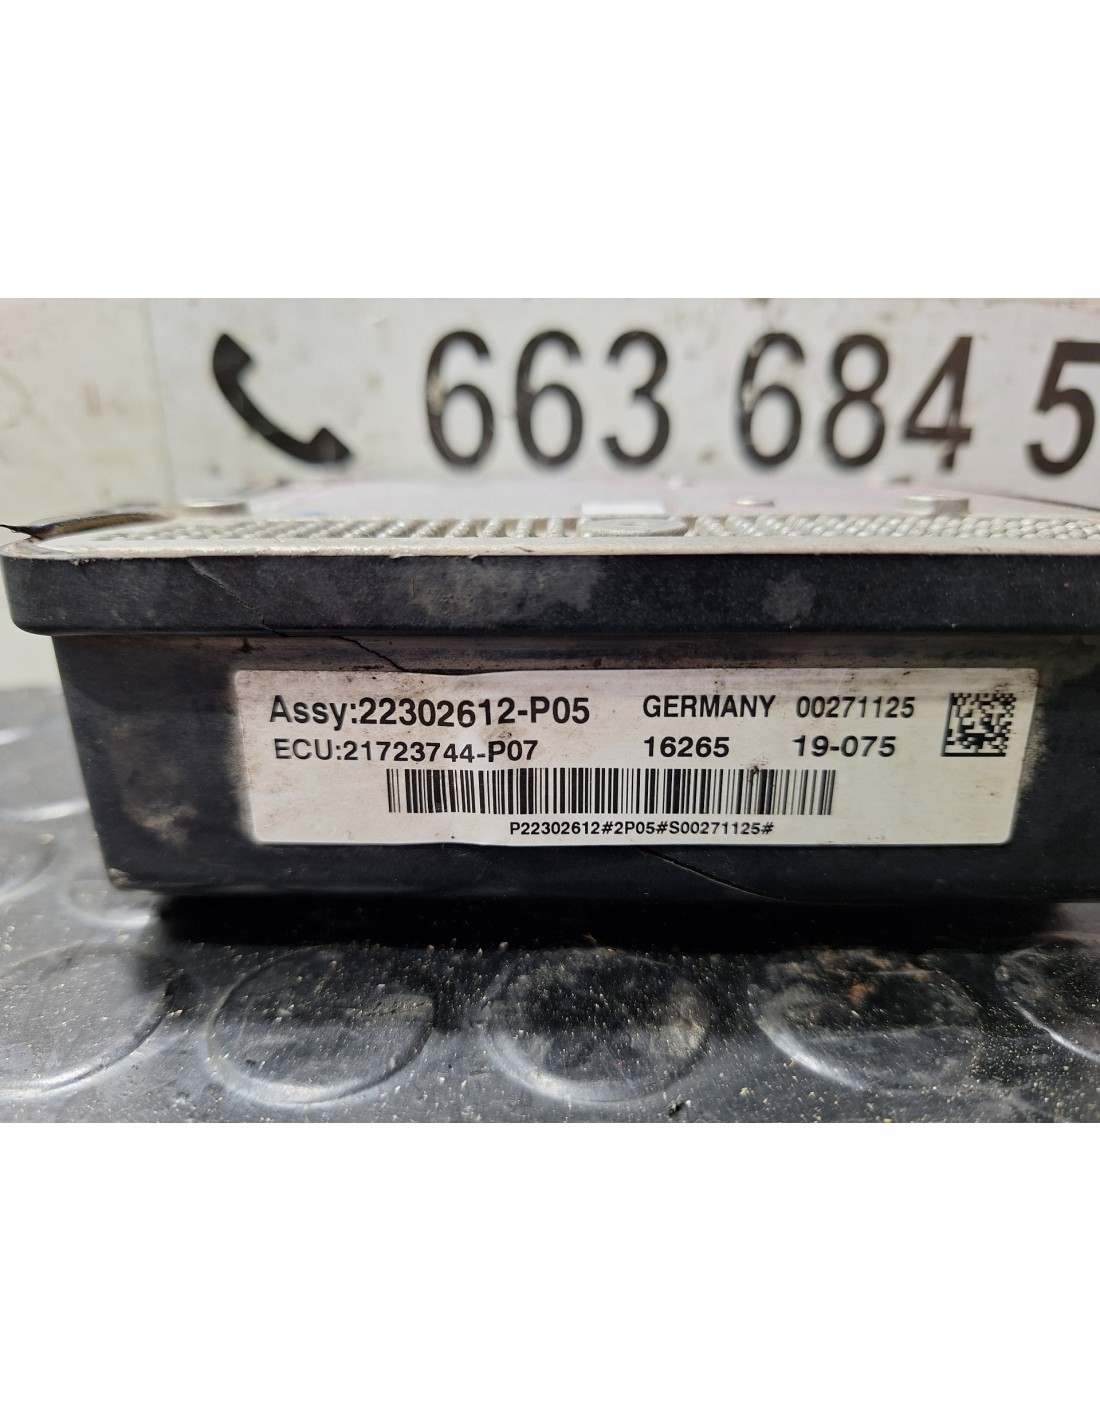 663 684 5
Assy:22302612-P05 GERMANY 00271125
ECU:21723744-P07 16265 19-075
P22302612#2P05#S00271125#